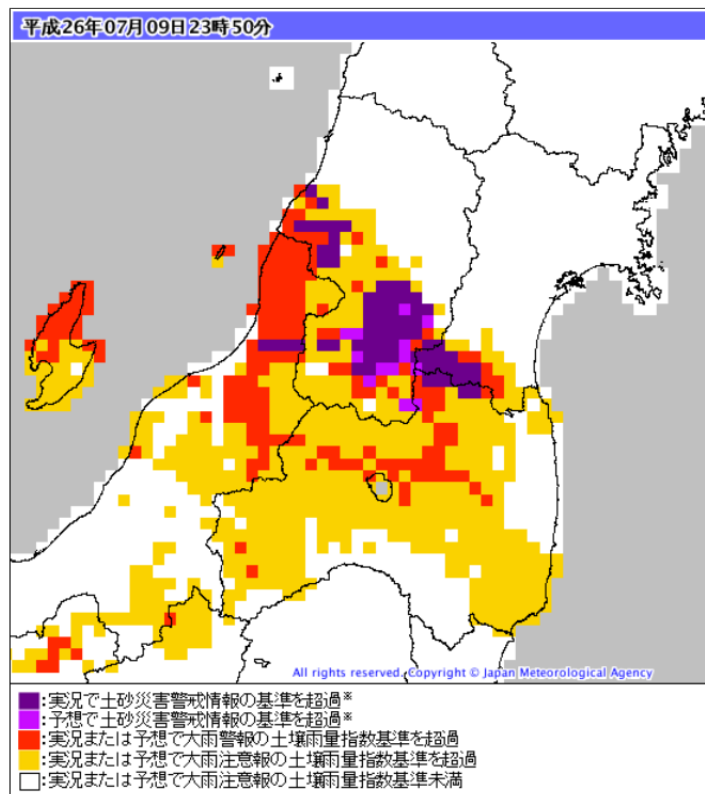 平成26年07月09日23時50分
All rights reserved. Copyright © Japan Meteorological Agency
:実況で土砂災害警戒情報の基準を超過*
:予想で土砂災害警戒情報の基準を超過*
:実況または予想で大雨警報の土壌雨量指数基準を超過
:実況または予想で大雨注意報の土壌雨量指数基準を超過
:実況または予想で大雨注意報の土壌雨量指数基準未満